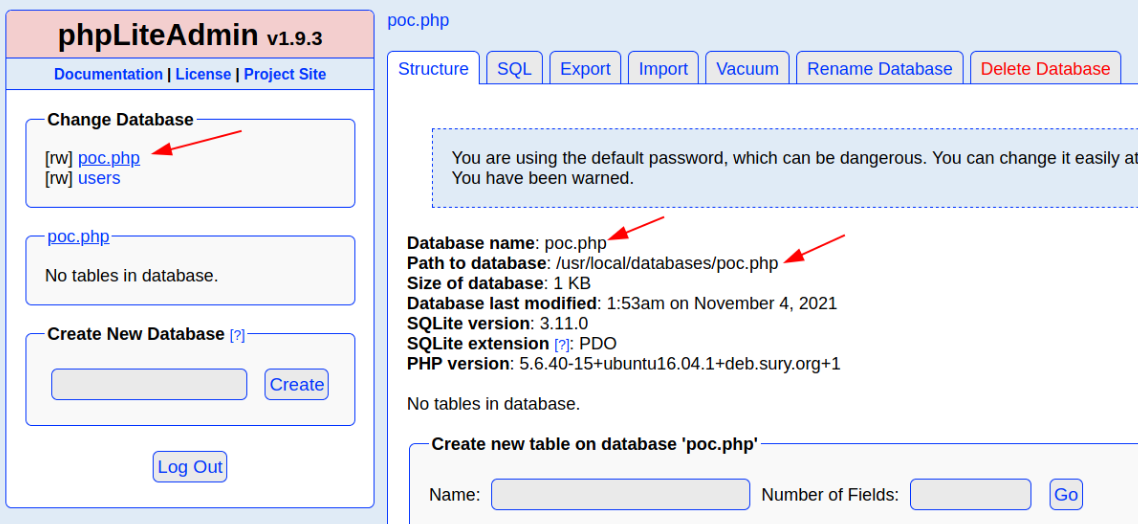 phpLiteAdmin v1.9.3
Documentation | License | Project Site
Change Database
[rw] poc.php
[rw] users
poc.php
No tables in database.
Create New Database [?]
Create
Log Out
poc.php
Structure
SQL
Export
Import
Vacuum
Rename Database
Delete Database
You are using the default password, which can be dangerous. You can change it easily at
You have been warned.
Database name: poc.php
Path to database: /usr/local/databases/poc.php
Size of database: 1 KB
Database last modified: 1:53am on November 4, 2021
SQLite version: 3.11.0
SQLite extension [?]: PDO
PHP version: 5.6.40-15+ubuntu16.04.1+deb.sury.org+1
No tables in database.
Create new table on database 'poc.php'
Name:
Number of Fields:
Go